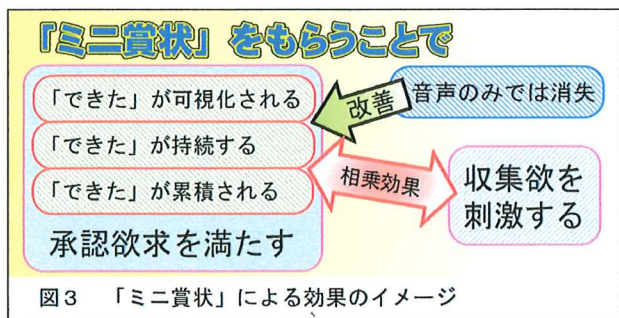 「ミニ賞状」をもらうことで
「できた」が可視化される
「できた」が持続する
「できた」が累積される
承認欲求を満たす
改善
音声のみでは消失
相乗効果
収集欲を
刺激する
図3 「ミニ賞状」による効果のイメージ